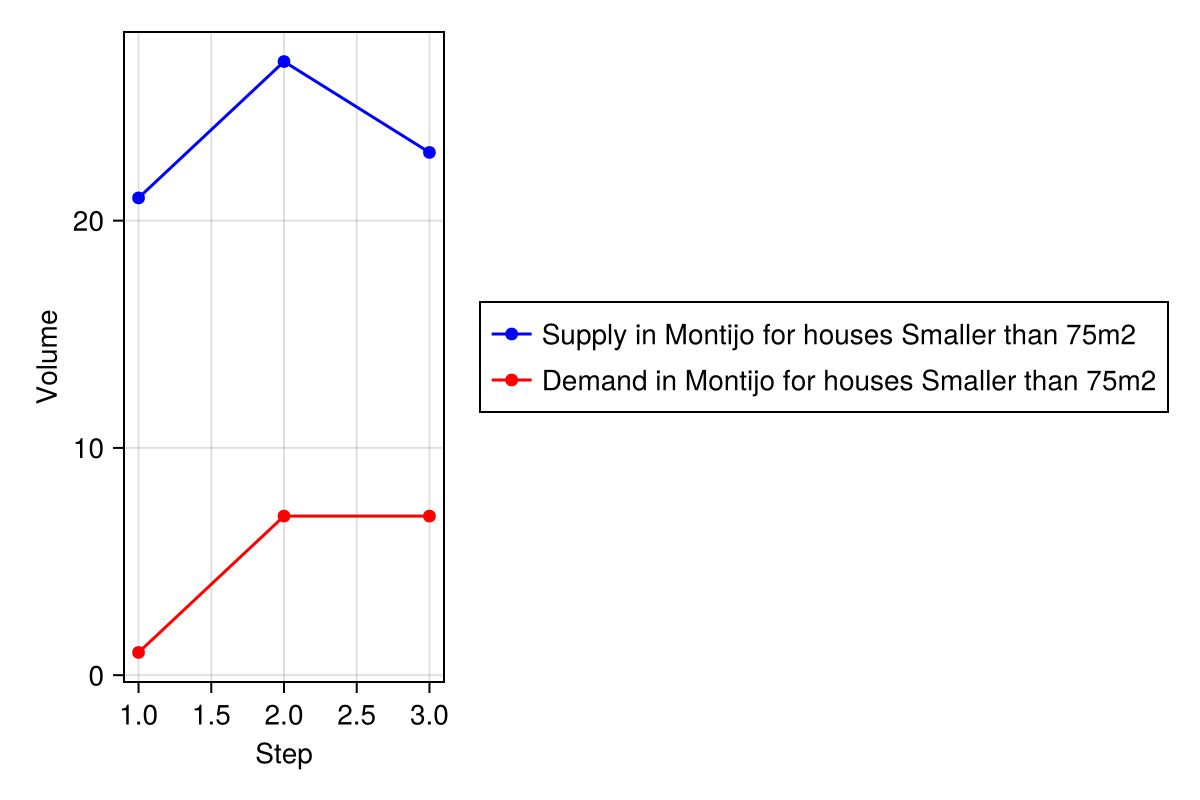 Volume
20
10
0
1.0 1.5 2.0 2.5 3.0
Step
Supply in Montijo for houses Smaller than 75m2
Demand in Montijo for houses Smaller than 75m2